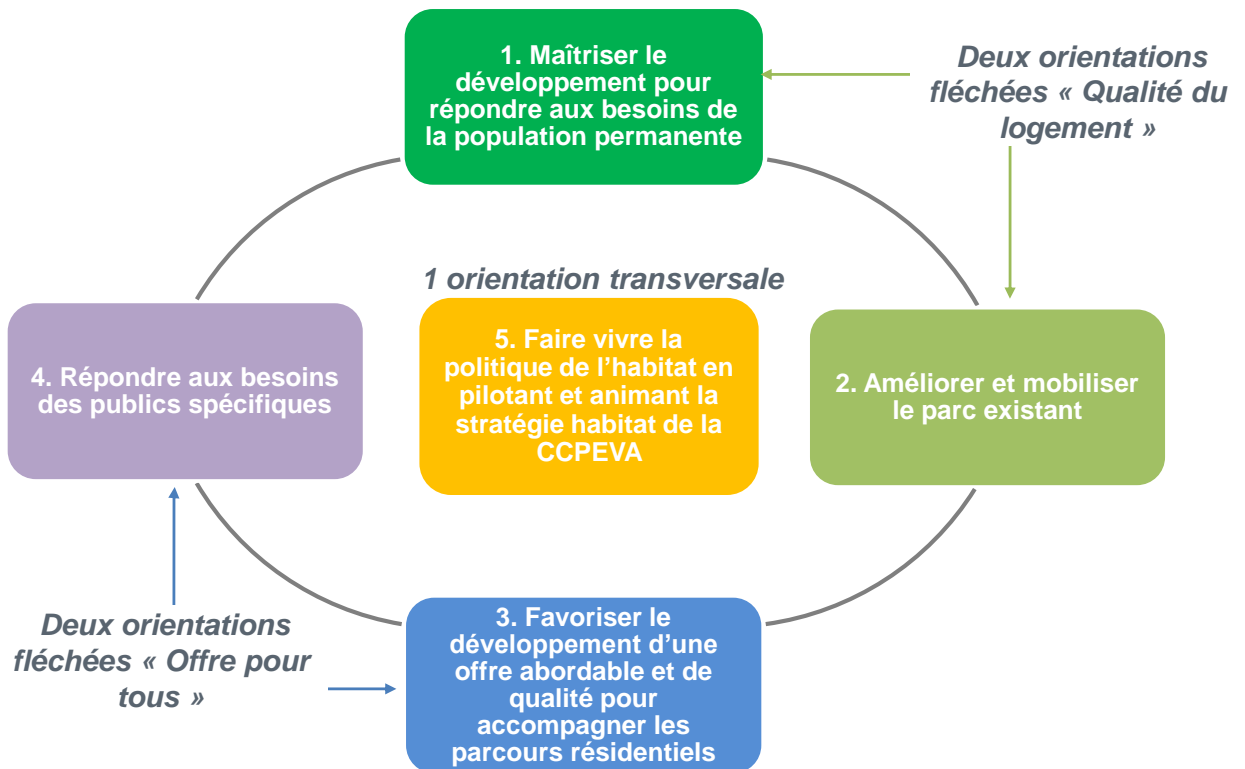 1. Maîtriser le
développement pour
répondre aux besoins de
la population permanente
Deux orientations
fléchées « Qualité du
logement »
1 orientation transversale
4. Répondre aux besoins
des publics spécifiques
5. Faire vivre la
politique de l’habitat en
pilotant et animant la
stratégie habitat de la
CCPEVA
2. Améliorer et mobiliser
le parc existant
Deux orientations
fléchées « Offre pour
tous »
3. Favoriser le
développement d’une
offre abordable et de
qualité pour
accompagner les
parcours résidentiels